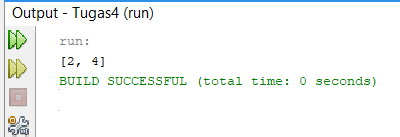 Output - Tugas4 (run)
run:
[2, 4]
BUILD SUCCESSFUL (total time: 0 seconds)